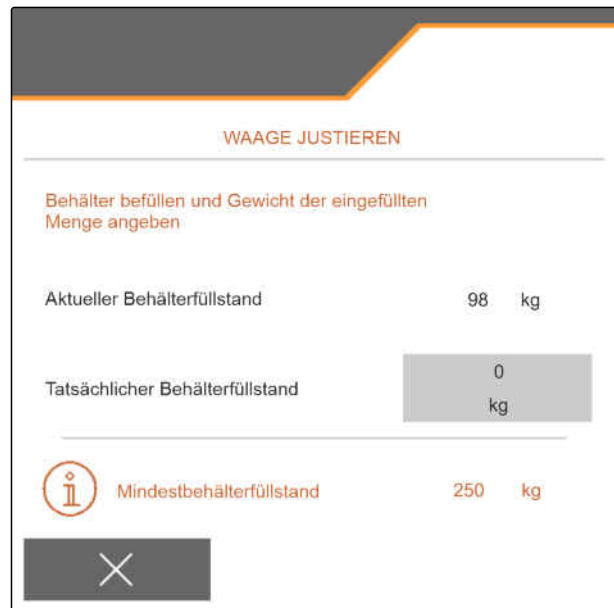 WAAGE JUSTIEREN
Behälter befüllen und Gewicht der eingefüllten
Menge angeben
Aktueller Behälterfüllstand 98 kg
Tatsächlicher Behälterfüllstand 0 kg
Mindestbehälterfüllstand 250 kg